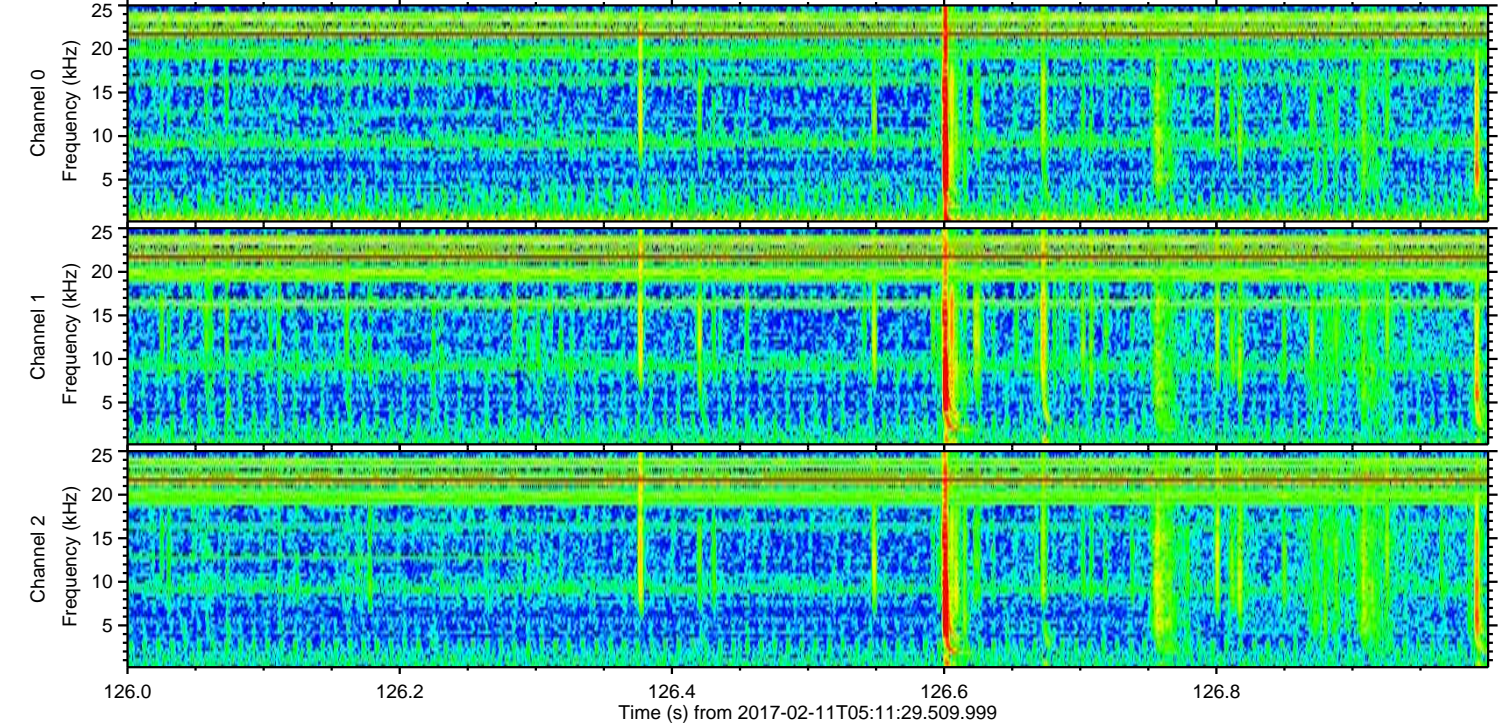 25
20
15
10
5
Channel 0
Frequency (kHz)
25
20
15
10
5
Channel 1
Frequency (kHz)
25
20
15
10
5
Channel 2
Frequency (kHz)
126.0 126.2 126.4 126.6 126.8
Time (s) from 2017-02-11T05:11:29.509.999